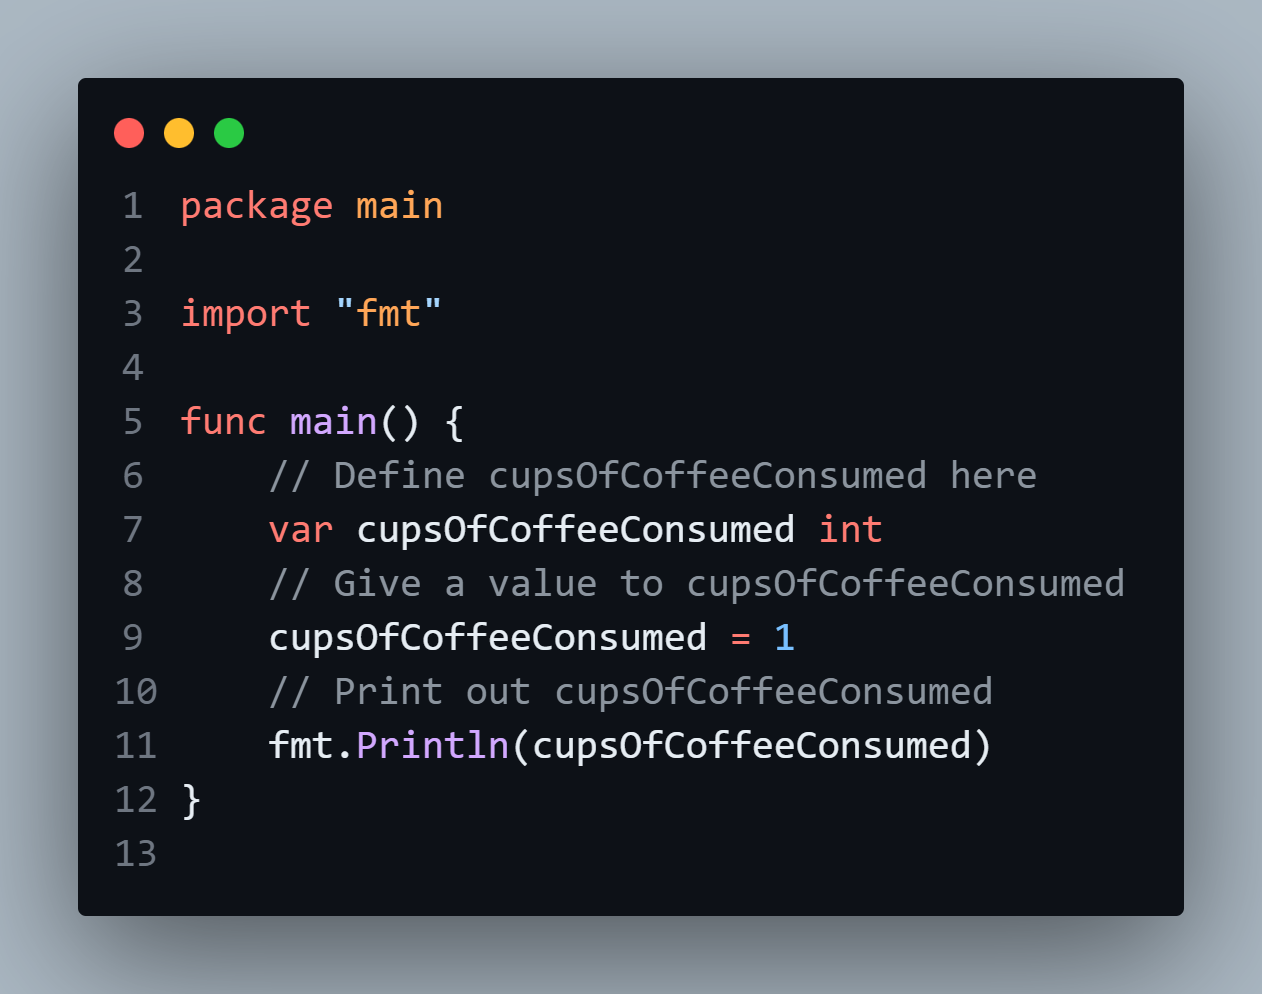 1 package main
2
3 import "fmt"
4
5 func main() {
6     // Define cupsOfCoffeeConsumed here
7     var cupsOfCoffeeConsumed int
8     // Give a value to cupsOfCoffeeConsumed
9     cupsOfCoffeeConsumed = 1
10     // Print out cupsOfCoffeeConsumed
11     fmt.Println(cupsOfCoffeeConsumed)
12 }
13